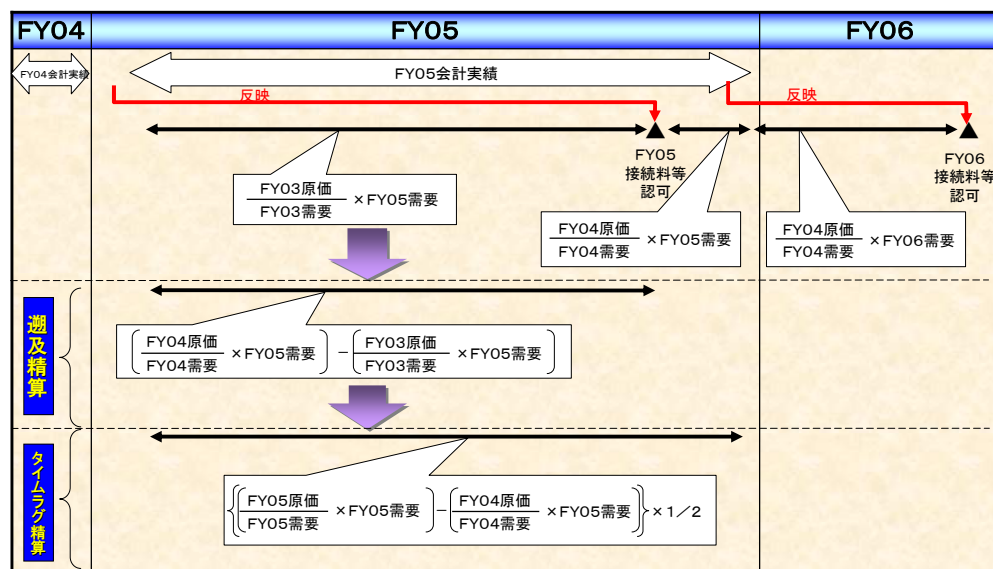 FY04
FY05
FY06
FY04会計実績
FY05会計実績
反映
反映
FY05
接続料等
認可
FY06
接続料等
認可
FY03原価
FY03需要
×FY05需要
FY04原価
FY04需要
×FY05需要
FY04原価
FY04需要
×FY06需要
遡及精算
(FY04原価
FY04需要
×FY05需要)
−(FY03原価
FY03需要
×FY05需要)
タイムラグ精算
{(FY05原価
FY05需要
×FY05需要)
−(FY04原価
FY04需要
×FY05需要)}
×1/2